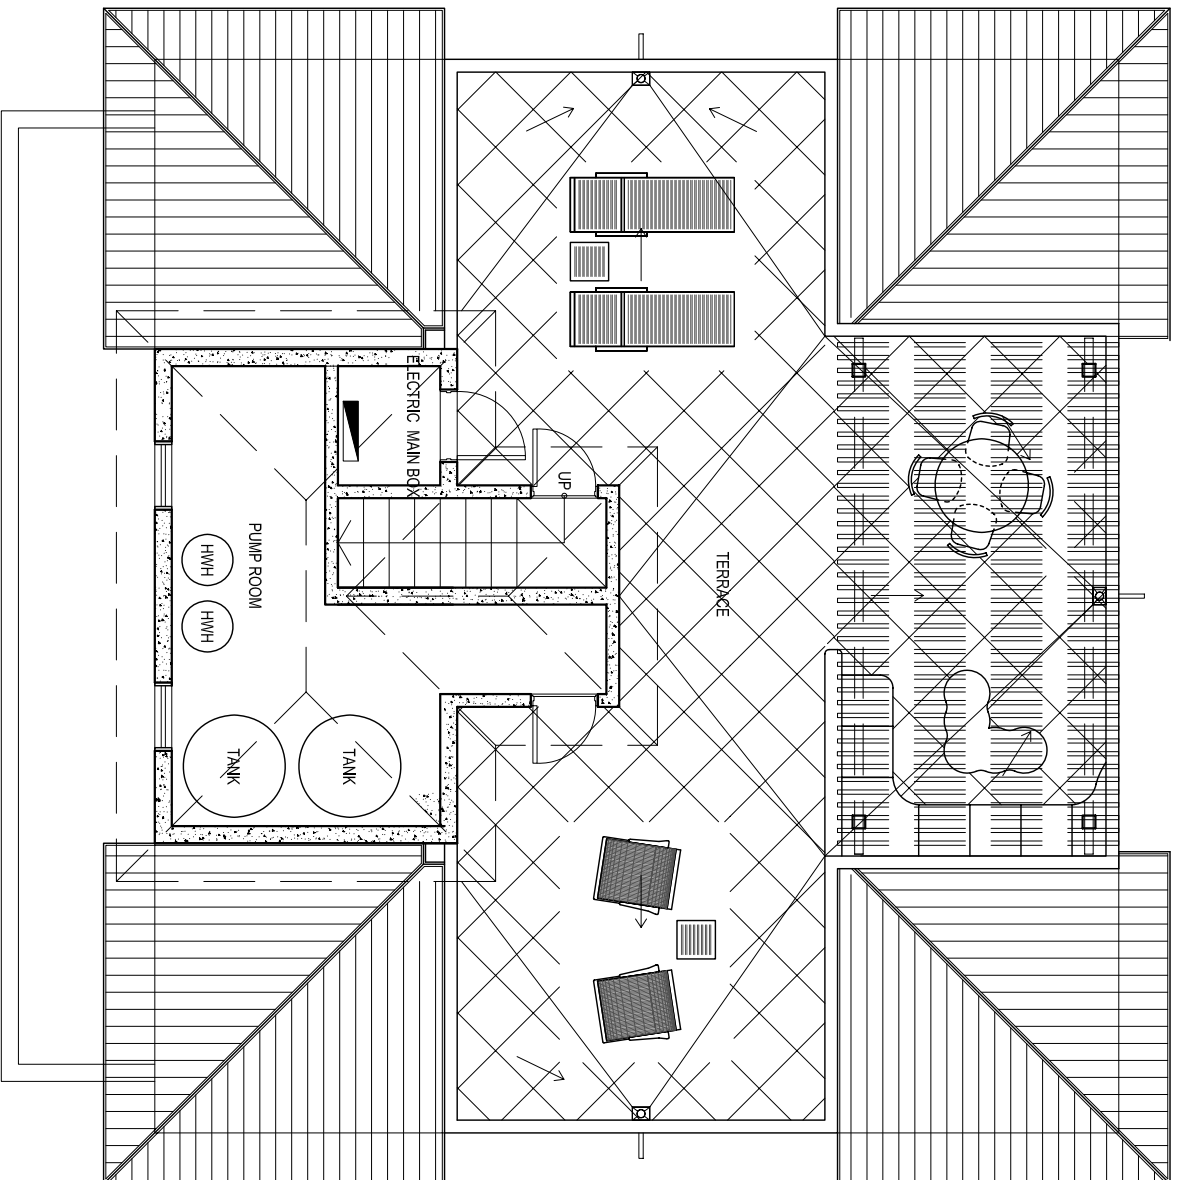 ELECTRIC MAIN BOX
UP
PUMP ROOM
HWH
HWH
TERRACE
TANK
TANK